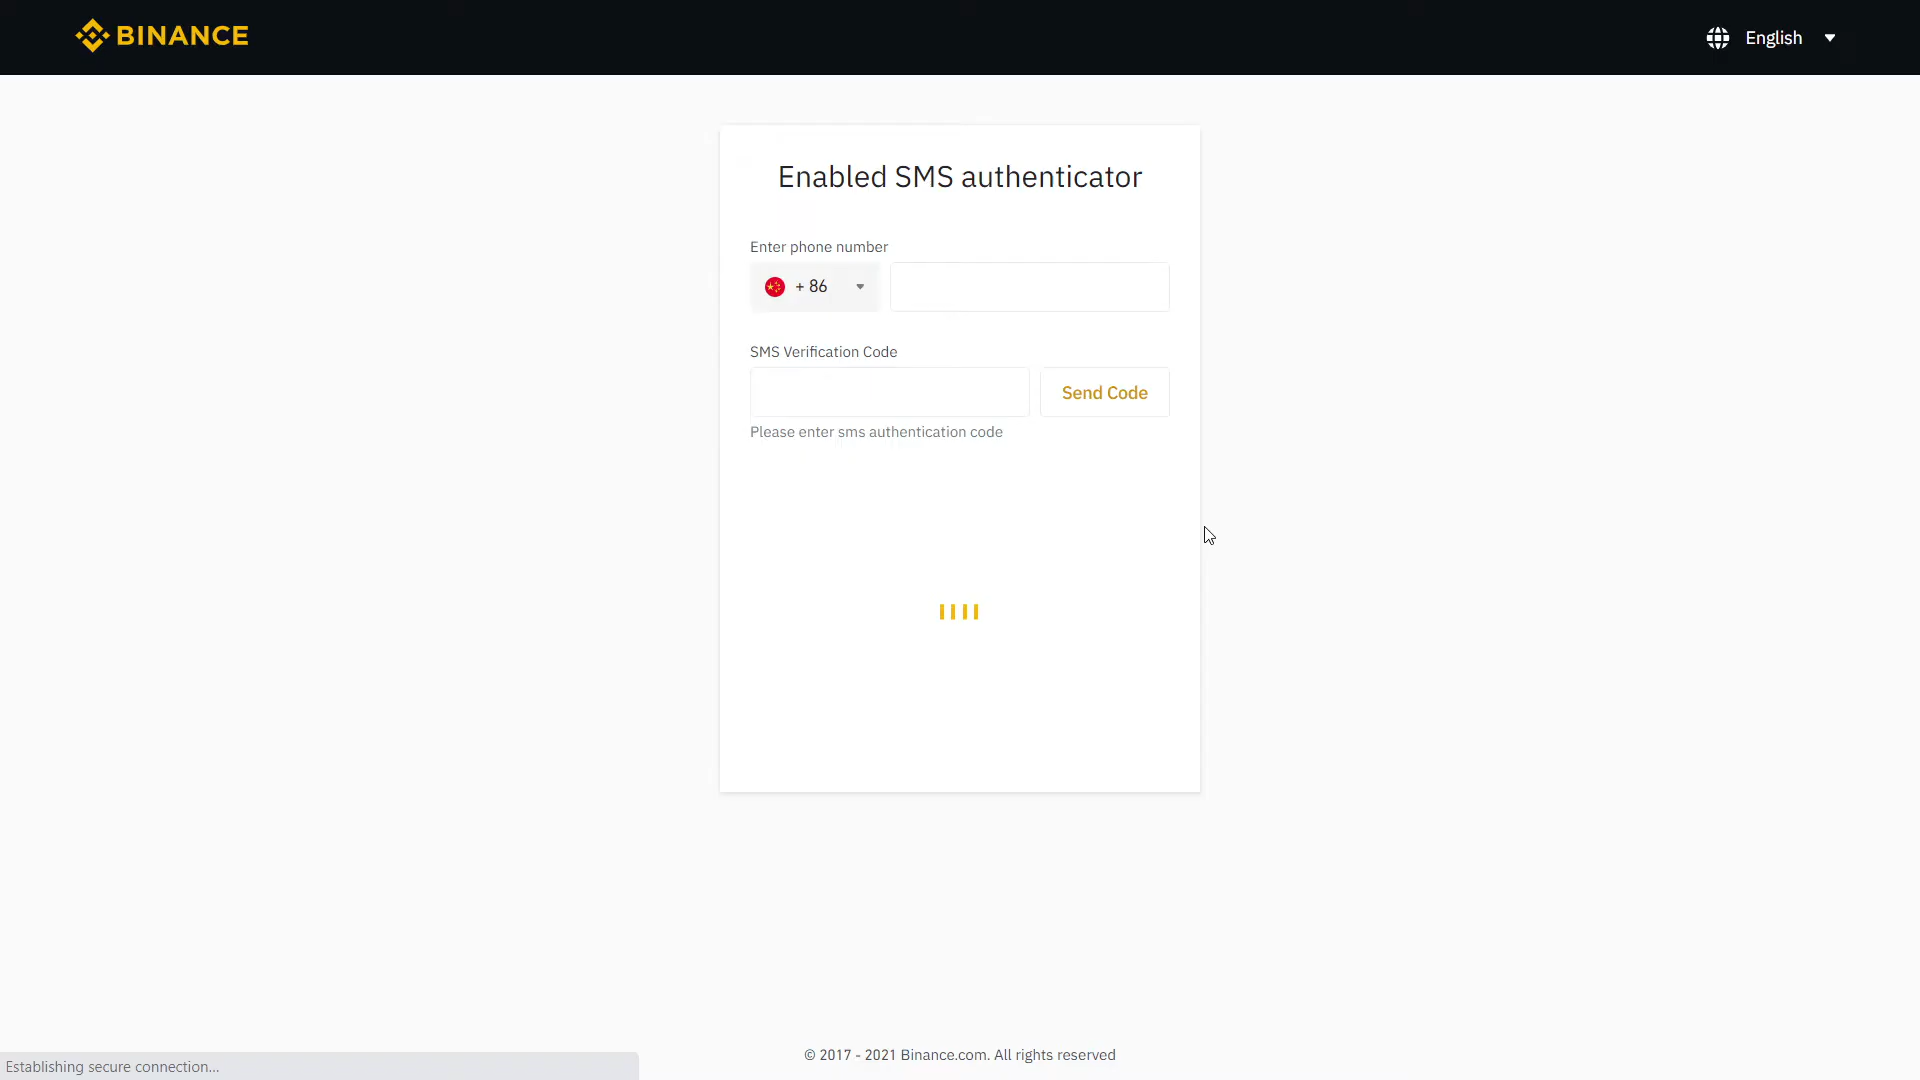 BINANCE
English
Enabled SMS authenticator
Enter phone number
+ 86
SMS Verification Code
Send Code
Please enter sms authentication code
© 2017 - 2021 Binance.com. All rights reserved
Establishing secure connection...